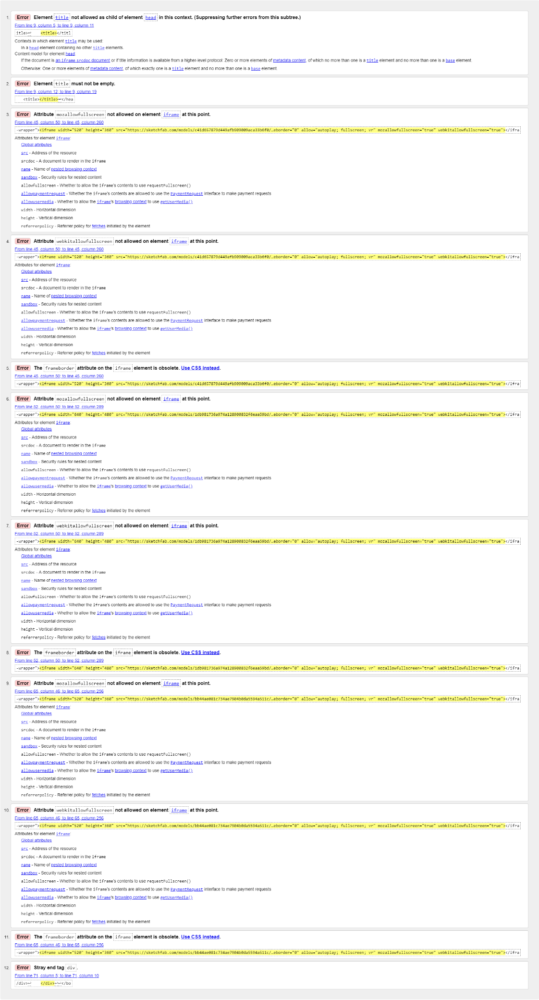 1. Error Element title not allowed as child of element head in this context. (Suppressing further errors from this subtree.)
From line 9, column 5; to line 9, column 11
itle>↩    <title></titl
Contexts in which element title may be used:
In a head element containing no other title elements.
Content model for element head:
If the document is an iframe srcdoc document or if title information is available from a higher-level protocol: Zero or more elements of metadata content, of which no more than one is a title element and no more than one is a base element.
Otherwise: One or more elements of metadata content, of which exactly one is a title element and no more than one is a base element.
2. Error Element title must not be empty.
From line 9, column 12; to line 9, column 19
<title></title>↩</hea
3. Error Attribute mozallowfullscreen not allowed on element iframe at this point.
From line 45, column 50; to line 45, column 260
-wrapper"><iframe width="520" height="360" src="https://sketchfab.com/models/c41d657879d449afb909009aca33b6f0/…eborder="0" allow="autoplay; fullscreen; vr" mozallowfullscreen="true" webkitallowfullscreen="true"></ifra
Attributes for element iframe:
Global attributes
src - Address of the resource
srcdoc - A document to render in the iframe
name - Name of nested browsing context
sandbox - Security rules for nested content
allowfullscreen - Whether to allow the iframe's contents to use requestFullscreen()
allowpaymentrequest - Whether the iframe's contents are allowed to use the PaymentRequest interface to make payment requests
allowusermedia - Whether to allow the iframe's browsing context to use getUserMedia()
width - Horizontal dimension
height - Vertical dimension
referrerpolicy - Referrer policy for fetches initiated by the element
4. Error Attribute webkitallowfullscreen not allowed on element iframe at this point.
From line 45, column 50; to line 45, column 260
-wrapper"><iframe width="520" height="360" src="https://sketchfab.com/models/c41d657879d449afb909009aca33b6f0/…eborder="0" allow="autoplay; fullscreen; vr" mozallowfullscreen="true" webkitallowfullscreen="true"></ifra
Attributes for element iframe:
Global attributes
src - Address of the resource
srcdoc - A document to render in the iframe
name - Name of nested browsing context
sandbox - Security rules for nested content
allowfullscreen - Whether to allow the iframe's contents to use requestFullscreen()
allowpaymentrequest - Whether the iframe's contents are allowed to use the PaymentRequest interface to make payment requests
allowusermedia - Whether to allow the iframe's browsing context to use getUserMedia()
width - Horizontal dimension
height - Vertical dimension
referrerpolicy - Referrer policy for fetches initiated by the element
5. Error The frameborder attribute on the iframe element is obsolete. Use CSS instead.
From line 45, column 50; to line 45, column 260
-wrapper"><iframe width="520" height="360" src="https://sketchfab.com/models/c41d657879d449afb909009aca33b6f0/…eborder="0" allow="autoplay; fullscreen; vr" mozallowfullscreen="true" webkitallowfullscreen="true"></ifra
6. Error Attribute mozallowfullscreen not allowed on element iframe at this point.
From line 52, column 50; to line 52, column 289
-wrapper"><iframe width="640" height="480" src="https://sketchfab.com/models/1db981736a974a128900832f6eaa59bd/…eborder="0" allow="autoplay; fullscreen; vr" mozallowfullscreen="true" webkitallowfullscreen="true"></ifra
Attributes for element iframe:
Global attributes
src - Address of the resource
srcdoc - A document to render in the iframe
name - Name of nested browsing context
sandbox - Security rules for nested content
allowfullscreen - Whether to allow the iframe's contents to use requestFullscreen()
allowpaymentrequest - Whether the iframe's contents are allowed to use the PaymentRequest interface to make payment requests
allowusermedia - Whether to allow the iframe's browsing context to use getUserMedia()
width - Horizontal dimension
height - Vertical dimension
referrerpolicy - Referrer policy for fetches initiated by the element
7. Error Attribute webkitallowfullscreen not allowed on element iframe at this point.
From line 52, column 50; to line 52, column 289
-wrapper"><iframe width="640" height="480" src="https://sketchfab.com/models/1db981736a974a128900832f6eaa59bd/…eborder="0" allow="autoplay; fullscreen; vr" mozallowfullscreen="true" webkitallowfullscreen="true"></ifra
Attributes for element iframe:
Global attributes
src - Address of the resource
srcdoc - A document to render in the iframe
name - Name of nested browsing context
sandbox - Security rules for nested content
allowfullscreen - Whether to allow the iframe's contents to use requestFullscreen()
allowpaymentrequest - Whether the iframe's contents are allowed to use the PaymentRequest interface to make payment requests
allowusermedia - Whether to allow the iframe's browsing context to use getUserMedia()
width - Horizontal dimension
height - Vertical dimension
referrerpolicy - Referrer policy for fetches initiated by the element
8. Error The frameborder attribute on the iframe element is obsolete. Use CSS instead.
From line 52, column 50; to line 52, column 289
-wrapper"><iframe width="640" height="480" src="https://sketchfab.com/models/1db981736a974a128900832f6eaa59bd/…eborder="0" allow="autoplay; fullscreen; vr" mozallowfullscreen="true" webkitallowfullscreen="true"></ifra
9. Error Attribute mozallowfullscreen not allowed on element iframe at this point.
From line 65, column 46; to line 65, column 256
-wrapper"><iframe width="520" height="360" src="https://sketchfab.com/models/bb44ae081c734ae7904b0da5594a511c/…eborder="0" allow="autoplay; fullscreen; vr" mozallowfullscreen="true" webkitallowfullscreen="true"></ifra
Attributes for element iframe:
Global attributes
src - Address of the resource
srcdoc - A document to render in the iframe
name - Name of nested browsing context
sandbox - Security rules for nested content
allowfullscreen - Whether to allow the iframe's contents to use requestFullscreen()
allowpaymentrequest - Whether the iframe's contents are allowed to use the PaymentRequest interface to make payment requests
allowusermedia - Whether to allow the iframe's browsing context to use getUserMedia()
width - Horizontal dimension
height - Vertical dimension
referrerpolicy - Referrer policy for fetches initiated by the element
10. Error Attribute webkitallowfullscreen not allowed on element iframe at this point.
From line 65, column 46; to line 65, column 256
-wrapper"><iframe width="520" height="360" src="https://sketchfab.com/models/bb44ae081c734ae7904b0da5594a511c/…eborder="0" allow="autoplay; fullscreen; vr" mozallowfullscreen="true" webkitallowfullscreen="true"></ifra
Attributes for element iframe:
Global attributes
src - Address of the resource
srcdoc - A document to render in the iframe
name - Name of nested browsing context
sandbox - Security rules for nested content
allowfullscreen - Whether to allow the iframe's contents to use requestFullscreen()
allowpaymentrequest - Whether the iframe's contents are allowed to use the PaymentRequest interface to make payment requests
allowusermedia - Whether to allow the iframe's browsing context to use getUserMedia()
width - Horizontal dimension
height - Vertical dimension
referrerpolicy - Referrer policy for fetches initiated by the element
11. Error The frameborder attribute on the iframe element is obsolete. Use CSS instead.
From line 65, column 46; to line 65, column 256
-wrapper"><iframe width="520" height="360" src="https://sketchfab.com/models/bb44ae081c734ae7904b0da5594a511c/…eborder="0" allow="autoplay; fullscreen; vr" mozallowfullscreen="true" webkitallowfullscreen="true"></ifra
12. Error Stray end tag div.
From line 71, column 5; to line 71, column 10
/div>↩    </div>↩↩</bo